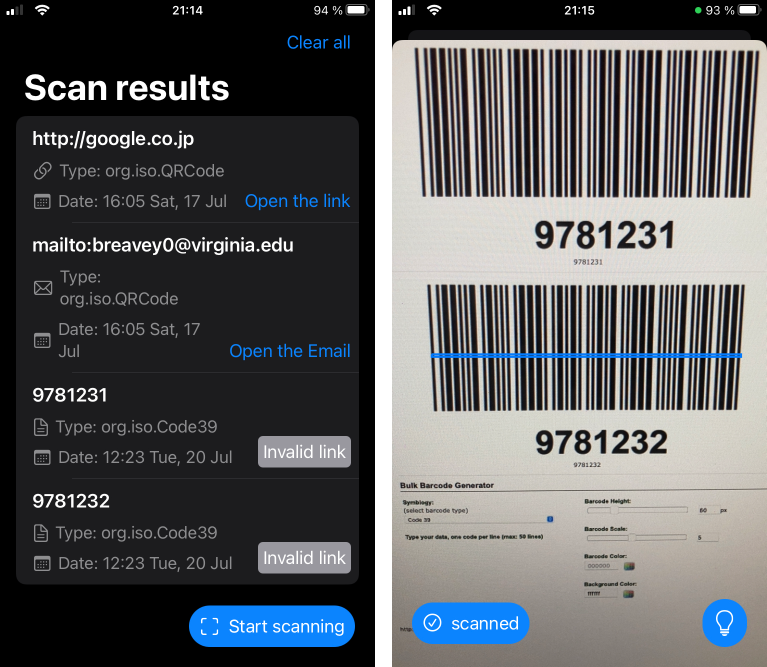 21:14
94 %
Clear all
Scan results
http://google.co.jp
Type: org.iso.QRCode
Date: 16:05 Sat, 17 Jul
Open the link
mailto:breavey0@virginia.edu
Type:
org.iso.QRCode
Date: 16:05 Sat, 17
Jul
Open the Email
9781231
Type: org.iso.Code39
Date: 12:23 Tue, 20 Jul
Invalid link
9781232
Type: org.iso.Code39
Date: 12:23 Tue, 20 Jul
Invalid link
Start scanning
21:15
93 %
9781231
9781231
9781232
9781232
Bulk Barcode Generator
Symbology:
(select barcode type)
Code 39
Type your data, one code per line (max: 50 lines)
Barcode Height:
60 px
Barcode Scale:
5
Barcode Color:
000000
Background Color:
ffffff
scanned